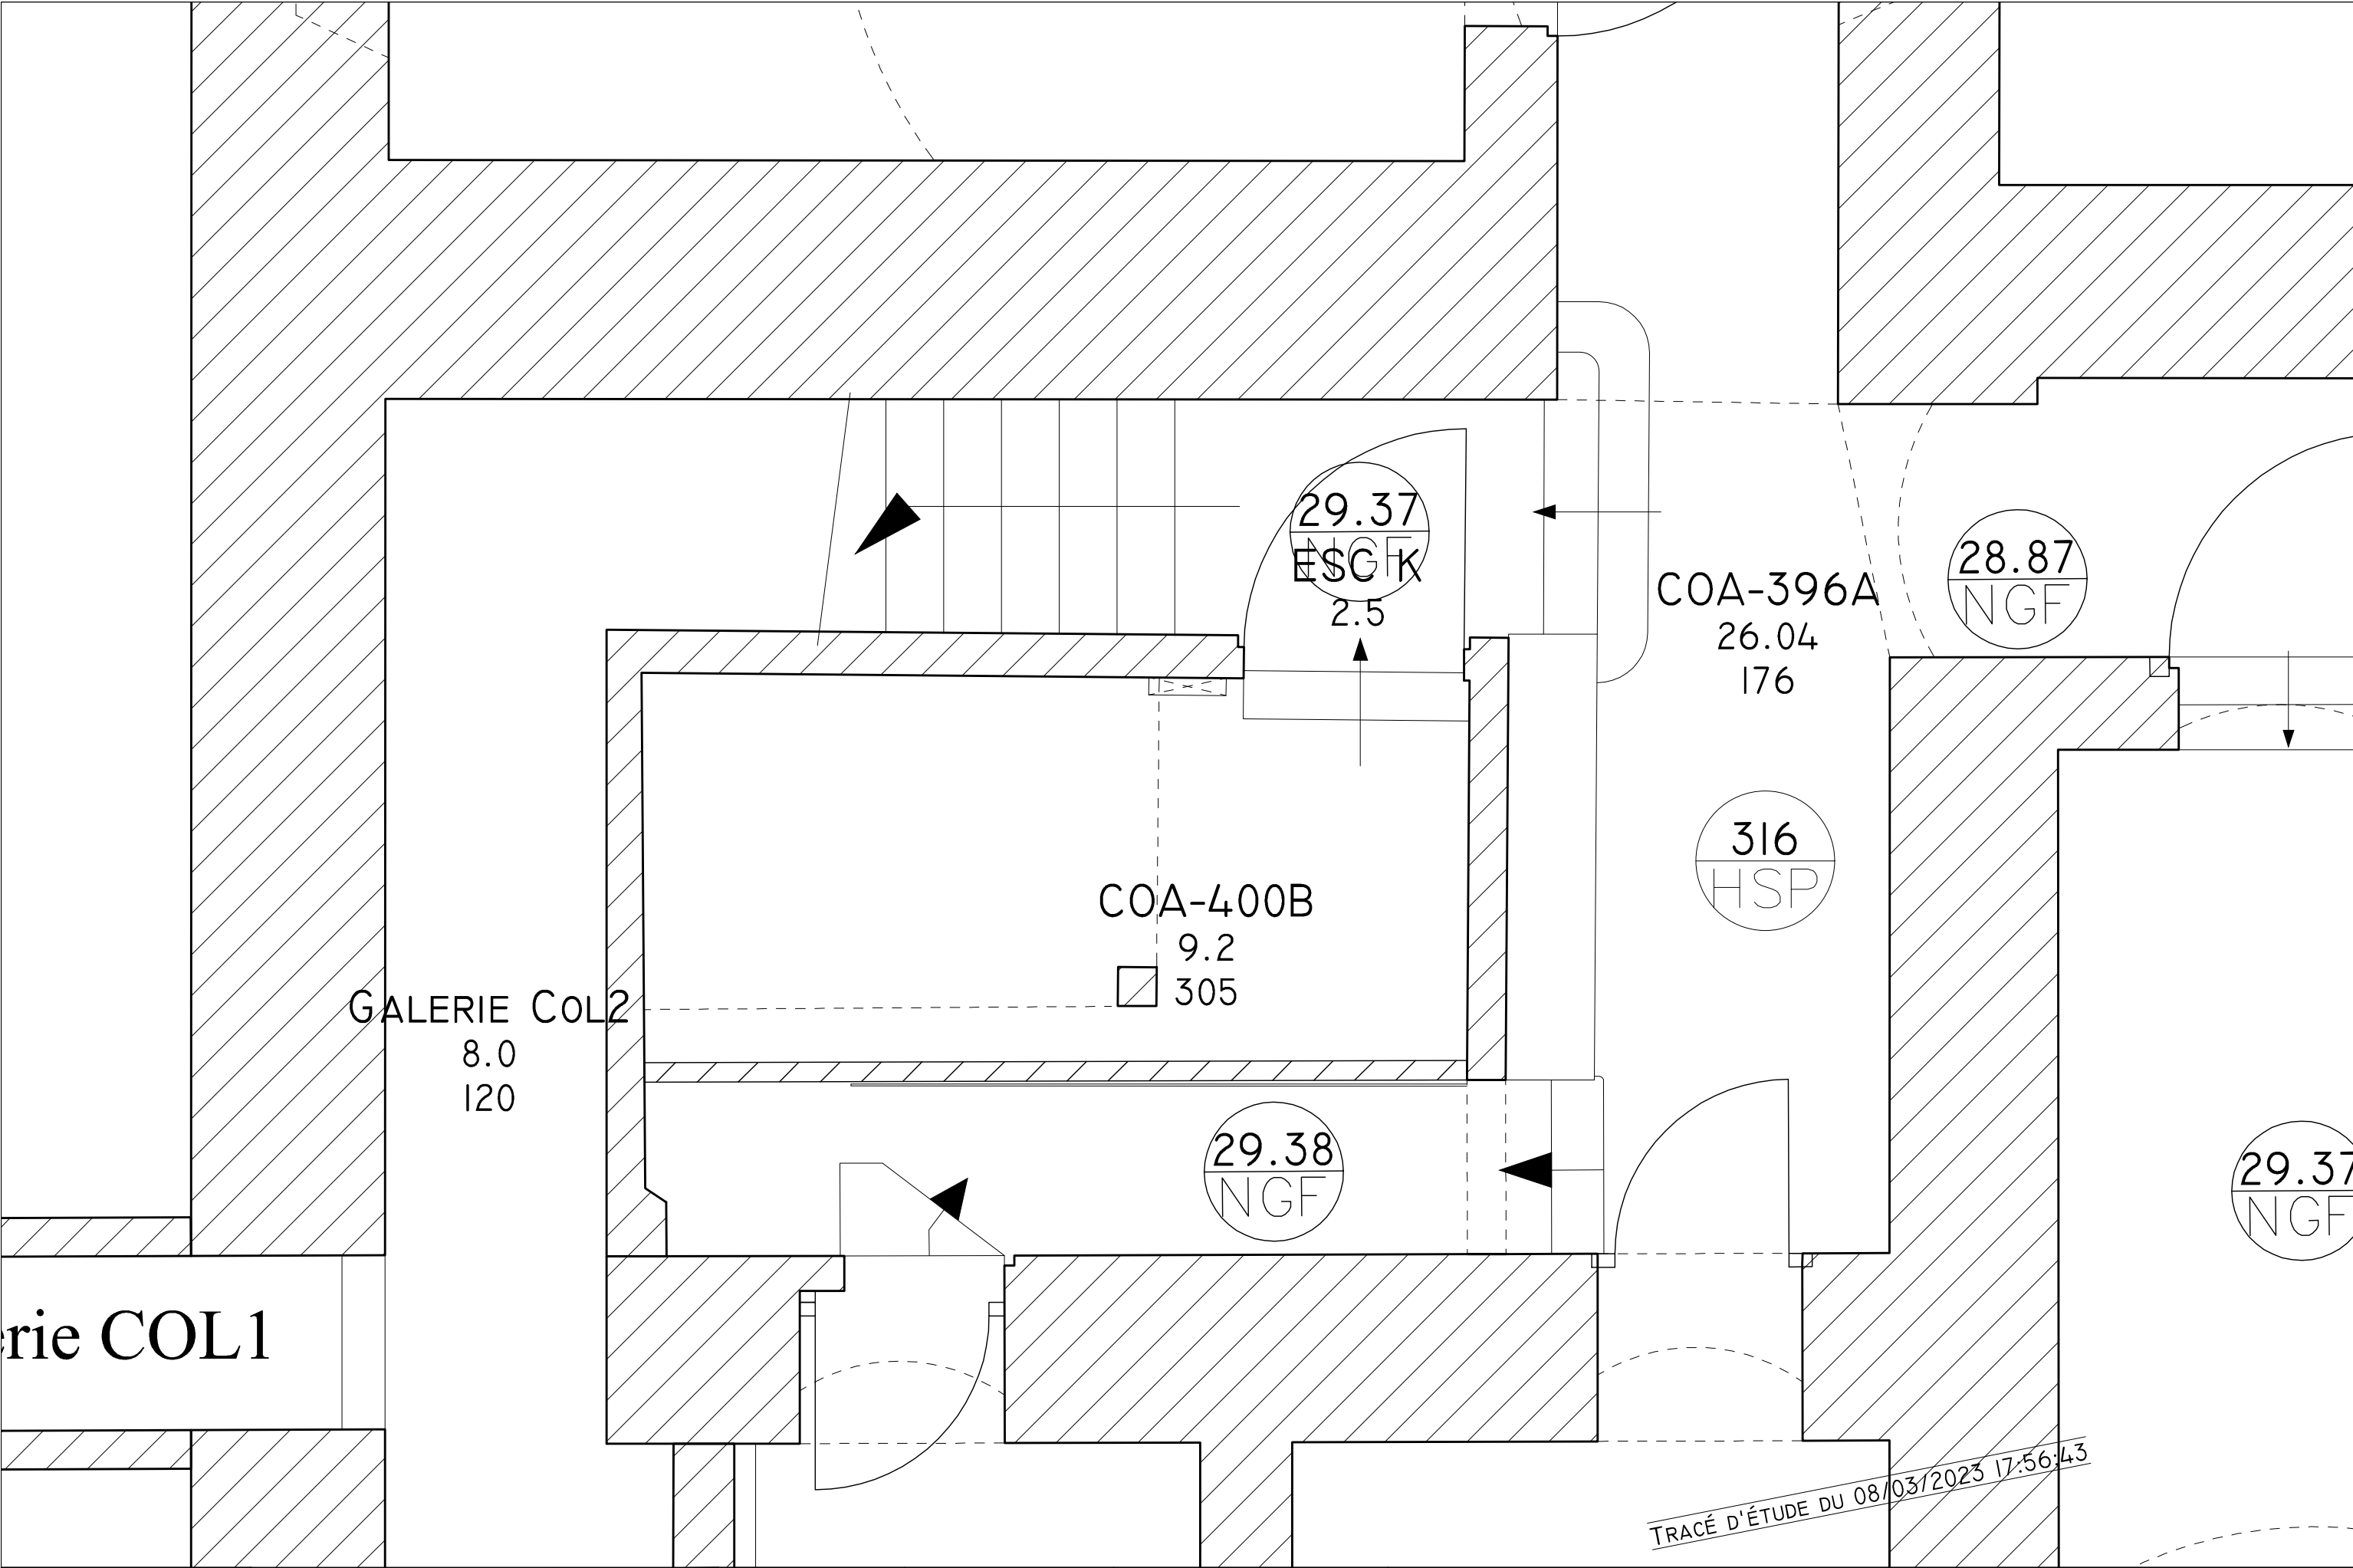 29.37
NGF
ESC K
2.5
28.87
NGF
COA-396A
26.04
176
316
HSP
COA-400B
9.2
305
GALERIE COL2
8.0
120
29.38
NGF
29.37
NGF
rie COL1
TRACÉ D'ÉTUDE DU 08/03/2023 17:56:43